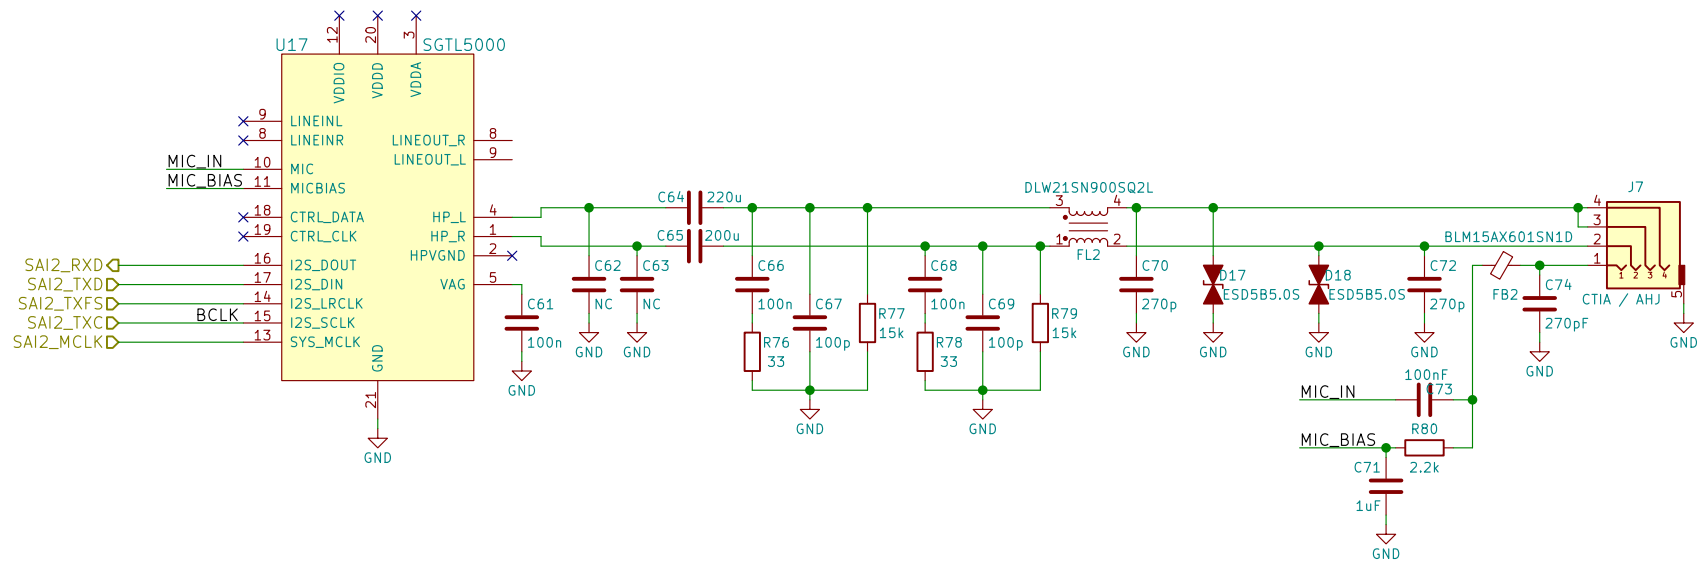 U17
SGTL5000
12
20
3
VDDIO
VDDD
VDDA
9
LINEINL
8
LINEINR
LINEOUT_R
8
LINEOUT_L
9
MIC_IN
10
MIC
MIC_BIAS
11
MICBIAS
18
CTRL_DATA
19
CTRL_CLK
HP_L
4
HP_R
1
HPVGND
2
VAG
5
SAI2_RXD
16
I2S_DOUT
SAI2_TXD
17
I2S_DIN
SAI2_TXFS
14
I2S_LRCLK
SAI2_TXC
BCLK
15
I2S_SCLK
SAI2_MCLK
13
SYS_MCLK
GND
21
GND
C61
100n
GND
C62
NC
GND
C63
NC
GND
C64
220u
C65
200u
C66
100n
R76
33
C67
100p
R77
15k
GND
C68
100n
R78
33
C69
100p
R79
15k
GND
DLW21SN900SQ2L
3
4
1
2
FL2
C70
270p
GND
D17
ESD5B5.0S
GND
D18
ESD5B5.0S
GND
C72
270p
GND
BLM15AX601SN1D
FB2
C74
270pF
GND
J7
4
3
2
1
1
2
3
4
5
CTIA / AHJ
GND
100nF
C73
MIC_IN
R80
2.2k
MIC_BIAS
C71
1uF
GND